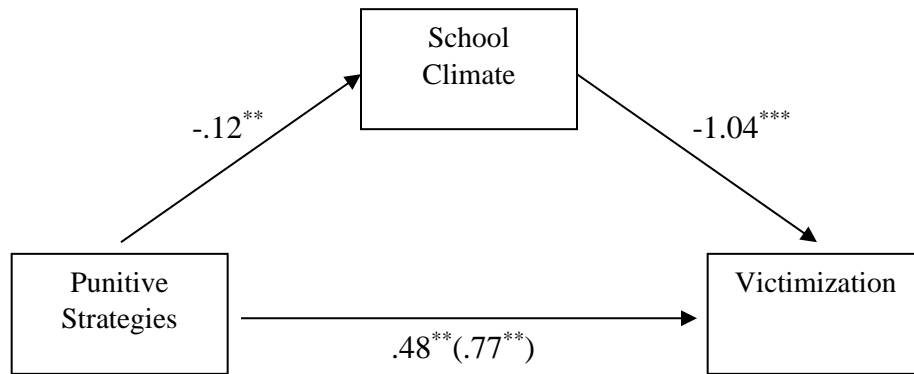 School
Climate
-.12**
-1.04***
Punitive
Strategies
Victimization
.48**(.77**)